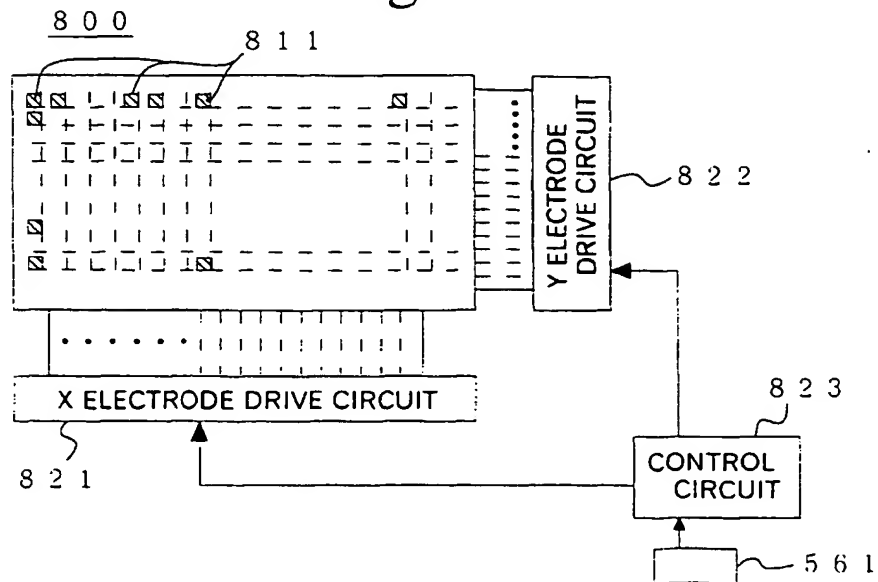 800
811
Y ELECTRODE
DRIVE CIRCUIT
822
X ELECTRODE DRIVE CIRCUIT
821
823
CONTROL
CIRCUIT
561